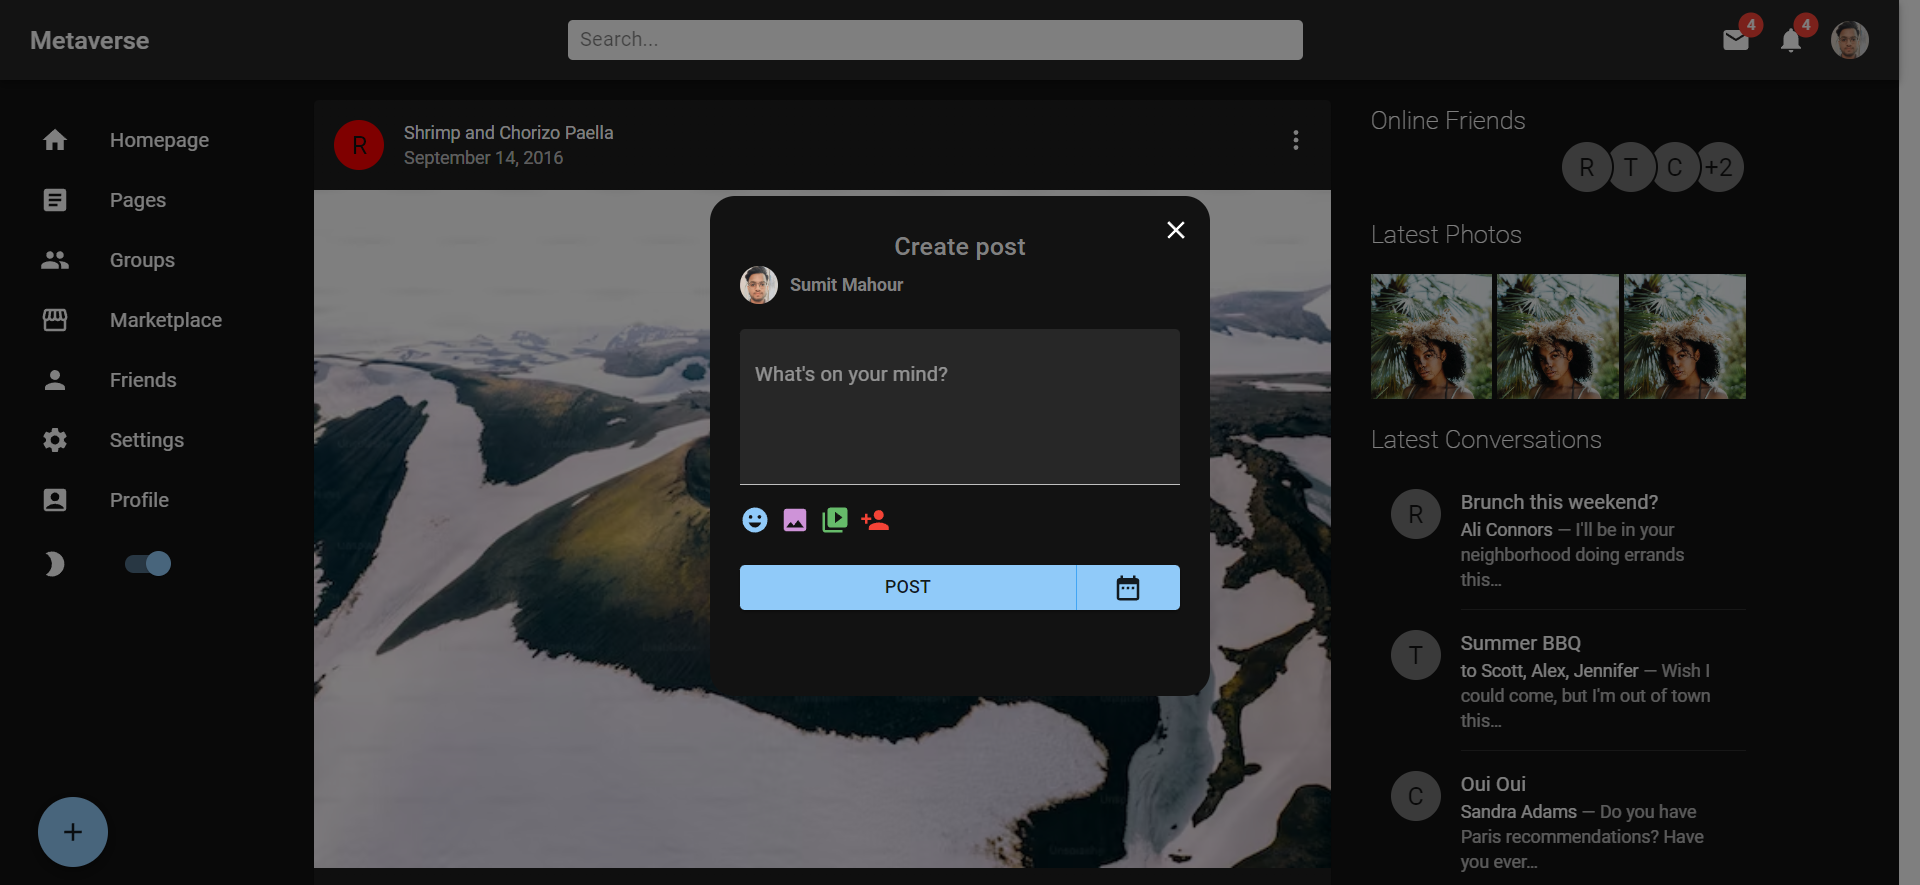 Metaverse
Search...
4
4
Homepage
Pages
Groups
Marketplace
Friends
Settings
Profile
R
Shrimp and Chorizo Paella
September 14, 2016
Create post
Sumit Mahour
What's on your mind?
POST
Online Friends
R
T
C
+2
Latest Photos
Latest Conversations
R
Brunch this weekend?
Ali Connors — I'll be in your
neighborhood doing errands
this...
T
Summer BBQ
to Scott, Alex, Jennifer — Wish I
could come, but I'm out of town
this...
C
Oui Oui
Sandra Adams — Do you have
Paris recommendations? Have
you ever...